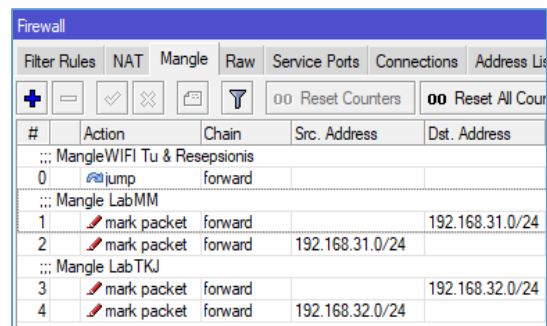 Firewall
Filter Rules NAT Mangle Raw Service Ports Connections Address Lis
00 Reset Counters 00 Reset All Cour
# Action Chain Src. Address Dst. Address
;;; MangleWIFI Tu & Resepsionis
0 jump forward
;;; Mangle LabMM
1 mark packet forward 192.168.31.0/24
2 mark packet forward 192.168.31.0/24
;;; Mangle LabTKJ
3 mark packet forward 192.168.32.0/24
4 mark packet forward 192.168.32.0/24